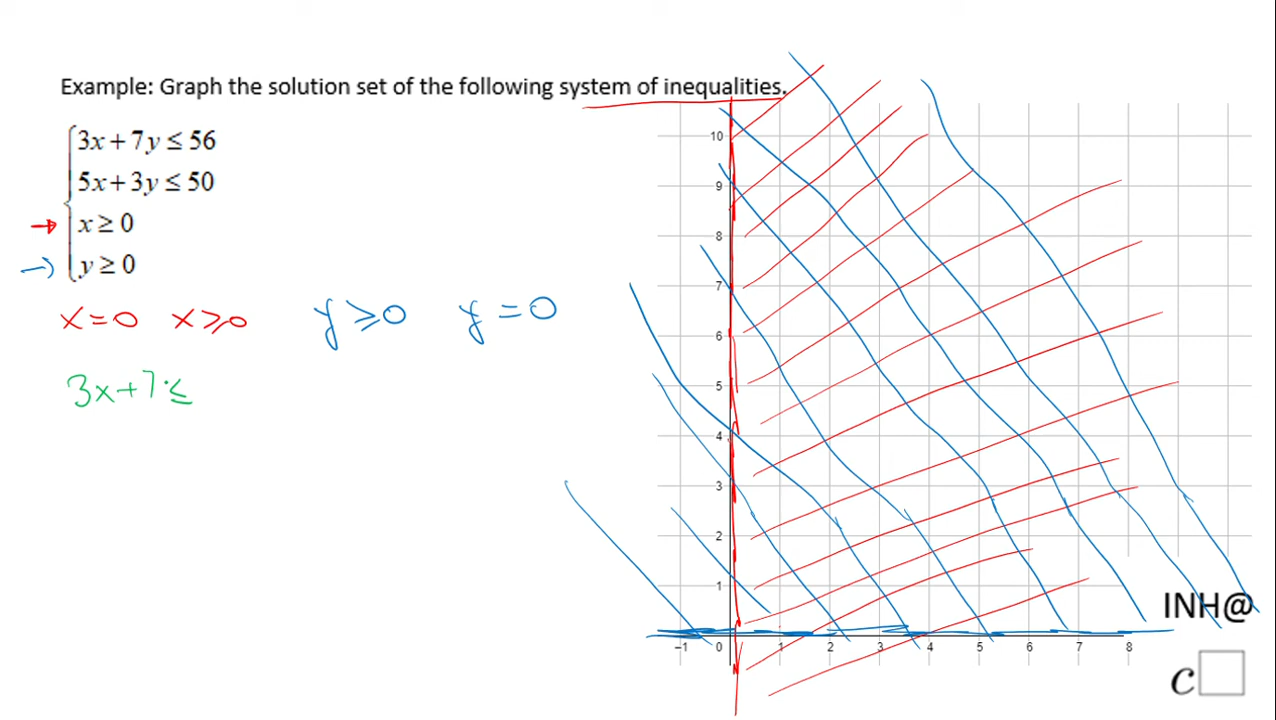 Example: Graph the solution set of the following system of inequalities.
3x + 7y ≤ 56
5x + 3y ≤ 50
→ x ≥ 0
→ y ≥ 0
x = 0 x ≥ 0 y ≥ 0 y = 0
3x + 7 ≤
10
9
8
7
6
5
4
3
2
1
−1 0 1 2 3 4 5 6 7 8
INH@
c